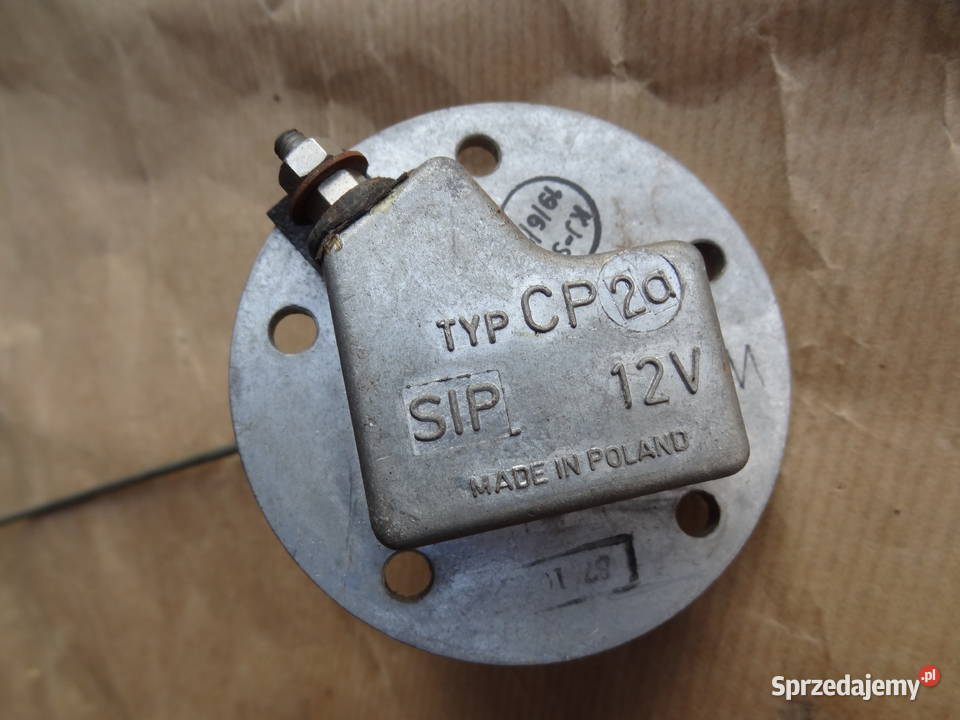 TYP CP 2a
SIP 12V
MADE IN POLAND
Sprzedajemy.pl